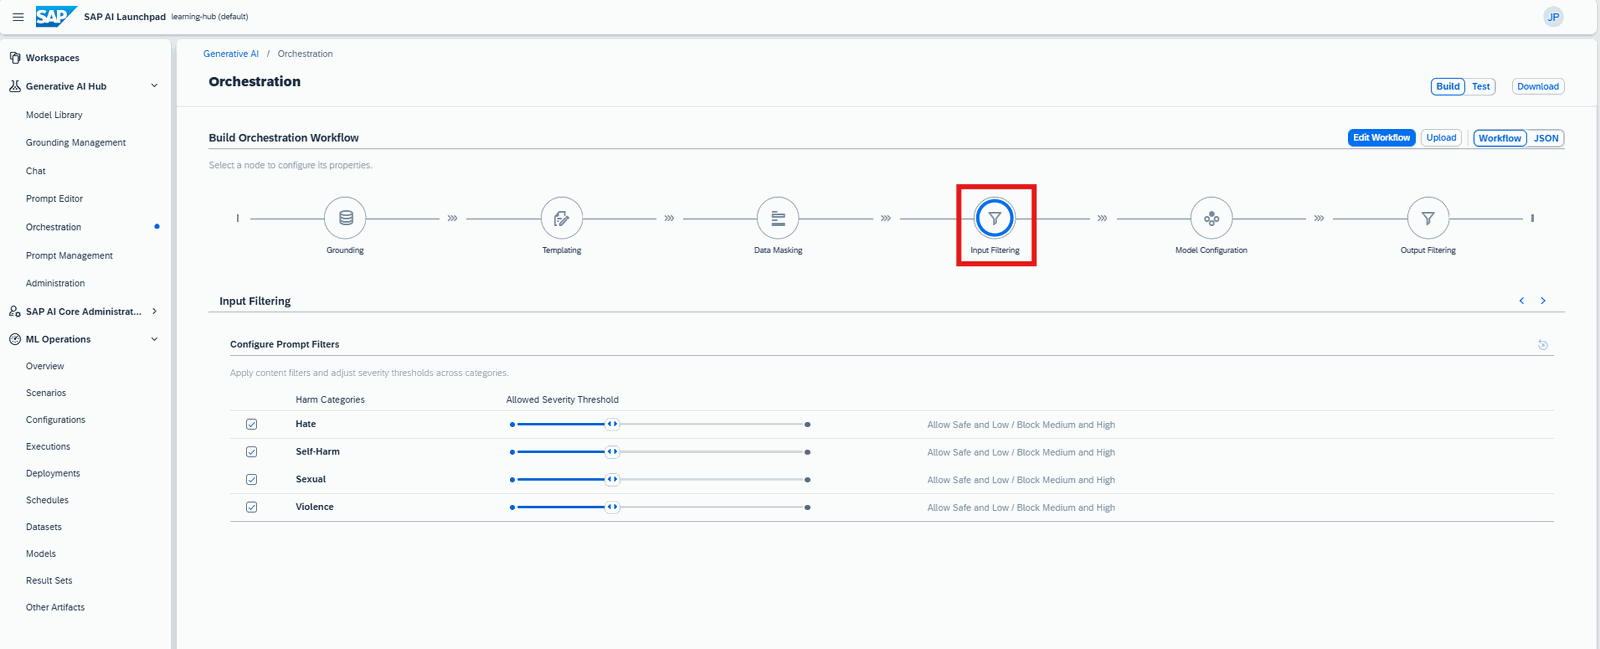 SAP SAP AI Launchpad learning-hub (default) JP
Workspaces
Generative AI Hub
Model Library
Grounding Management
Chat
Prompt Editor
Orchestration
Prompt Management
Administration
SAP AI Core Administrat...
ML Operations
Overview
Scenarios
Configurations
Executions
Deployments
Schedules
Datasets
Models
Result Sets
Other Artifacts
Generative AI / Orchestration
Orchestration
Build Test Download
Build Orchestration Workflow
Edit Workflow Upload Workflow JSON
Select a node to configure its properties.
Grounding Templating Data Masking Input Filtering Model Configuration Output Filtering
Input Filtering
Configure Prompt Filters
Apply content filters and adjust severity thresholds across categories.
Harm Categories Allowed Severity Threshold
Hate Allow Safe and Low / Block Medium and High
Self-Harm Allow Safe and Low / Block Medium and High
Sexual Allow Safe and Low / Block Medium and High
Violence Allow Safe and Low / Block Medium and High